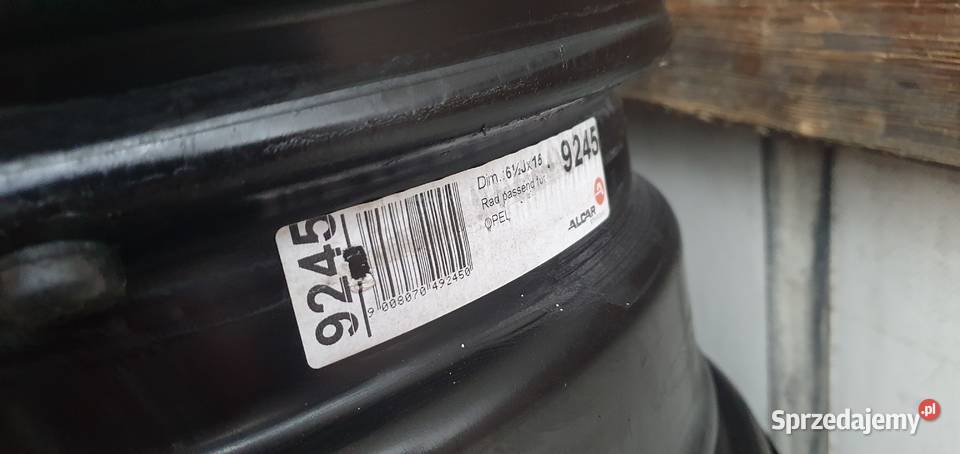 9245
9 008070 492450
Dim.: 6½Jx15
Rad passend für:
OPEL
9245
ALCAR
Sprzedajemy.pl